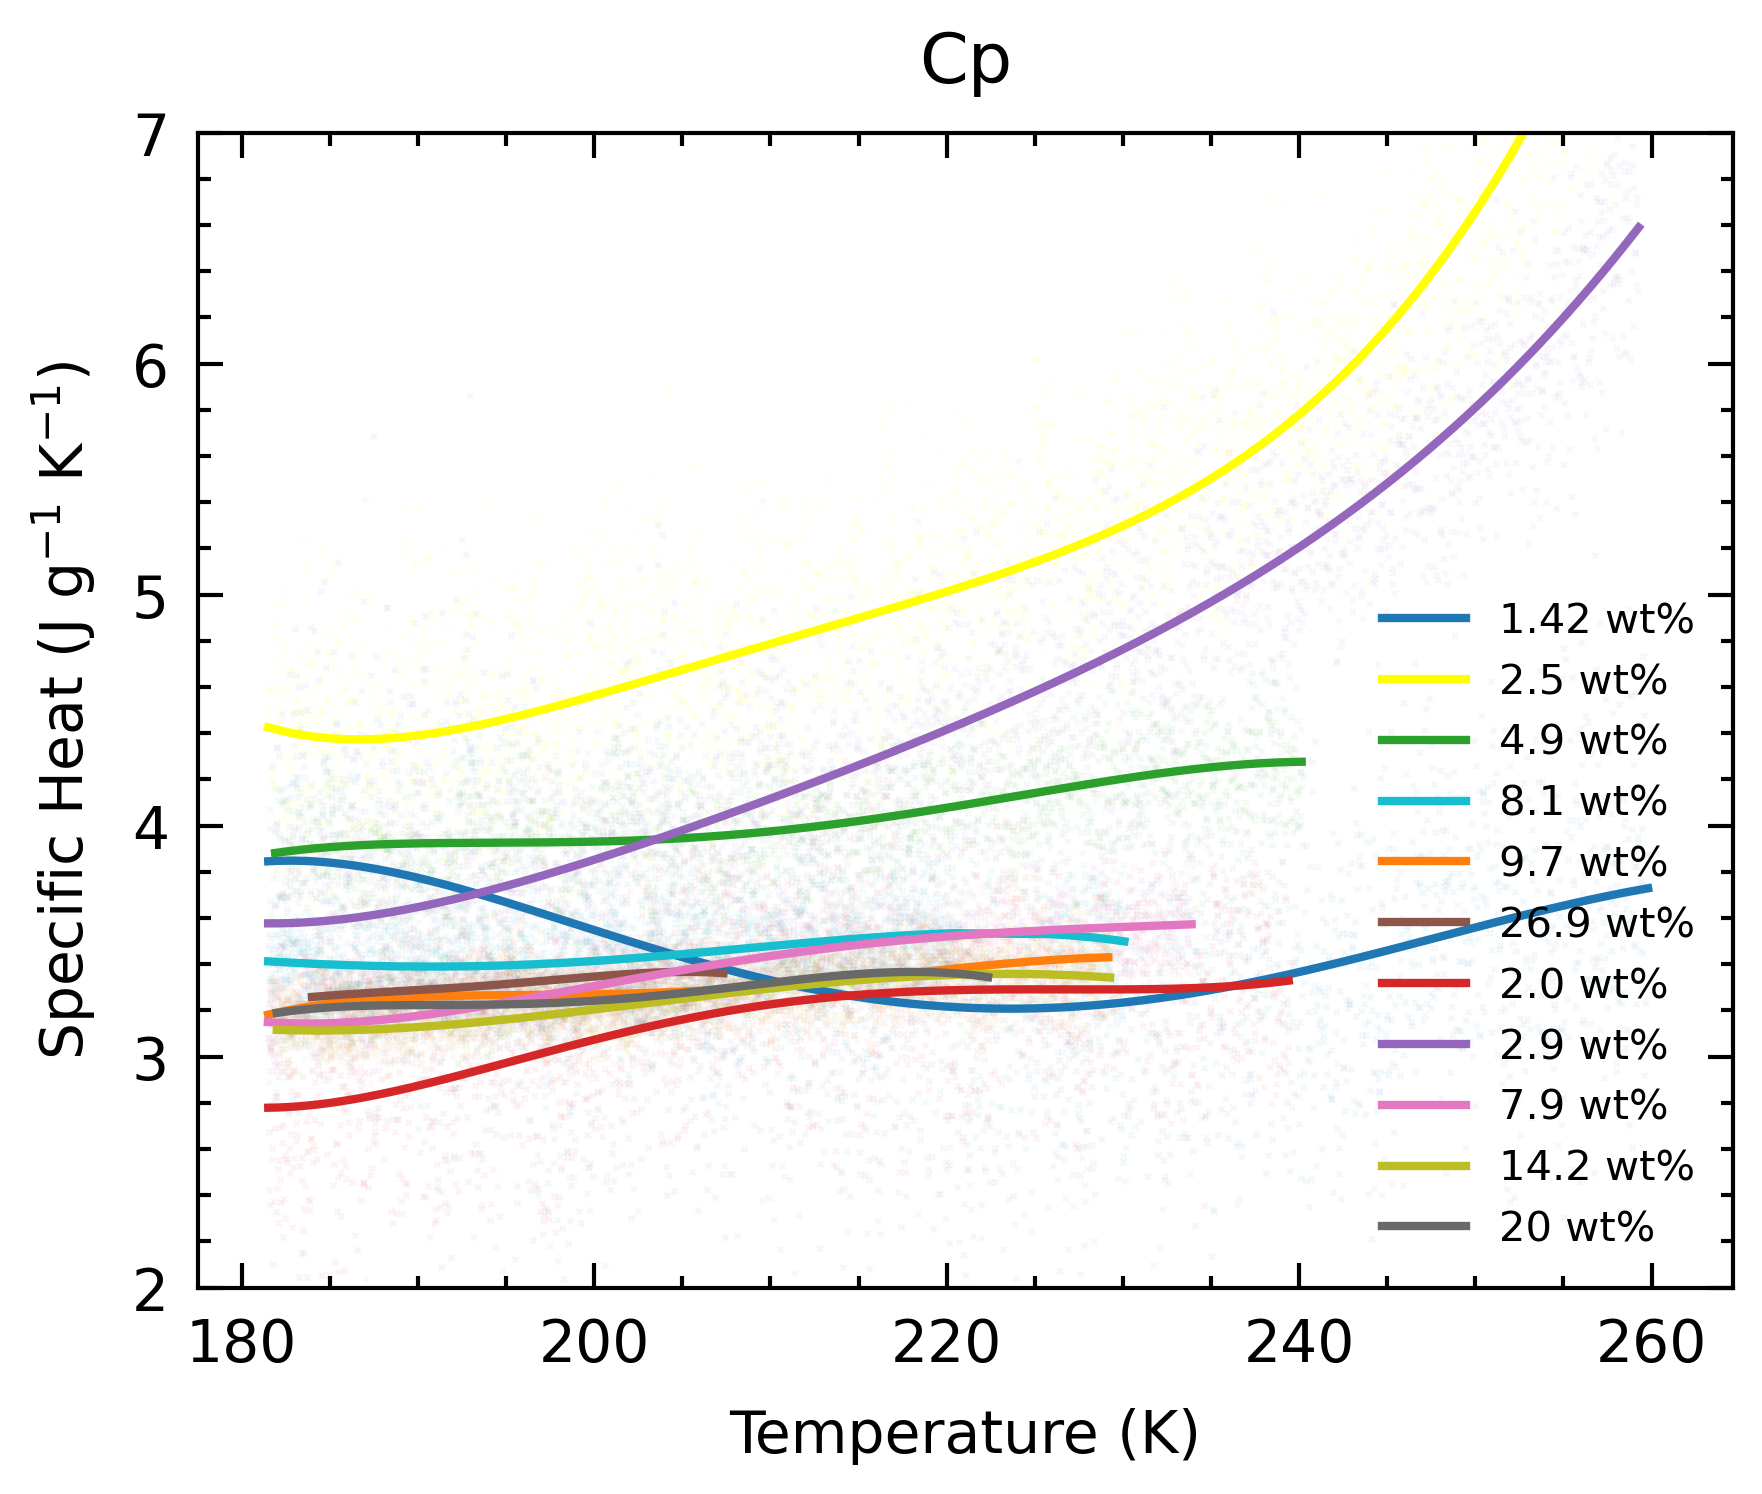 Cp
7
6
5
4
3
2
Specific Heat (J g⁻¹ K⁻¹)
1.42 wt%
2.5 wt%
4.9 wt%
8.1 wt%
9.7 wt%
26.9 wt%
2.0 wt%
2.9 wt%
7.9 wt%
14.2 wt%
20 wt%
180 200 220 240 260
Temperature (K)